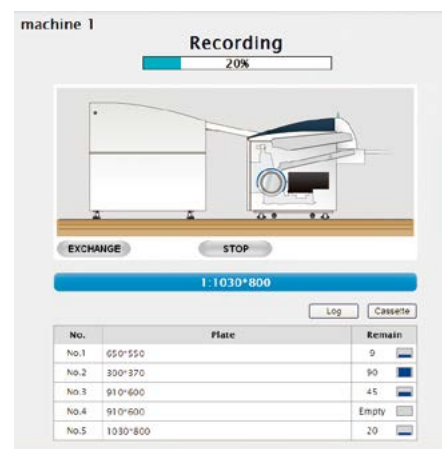 machine 1
Recording
20%
EXCHANGE STOP
1:1030*800
Log Cassette
No. Plate Remain
No.1 650*550 9
No.2 300*370 90
No.3 910*600 45
No.4 910*600 Empty
No.5 1030*800 20